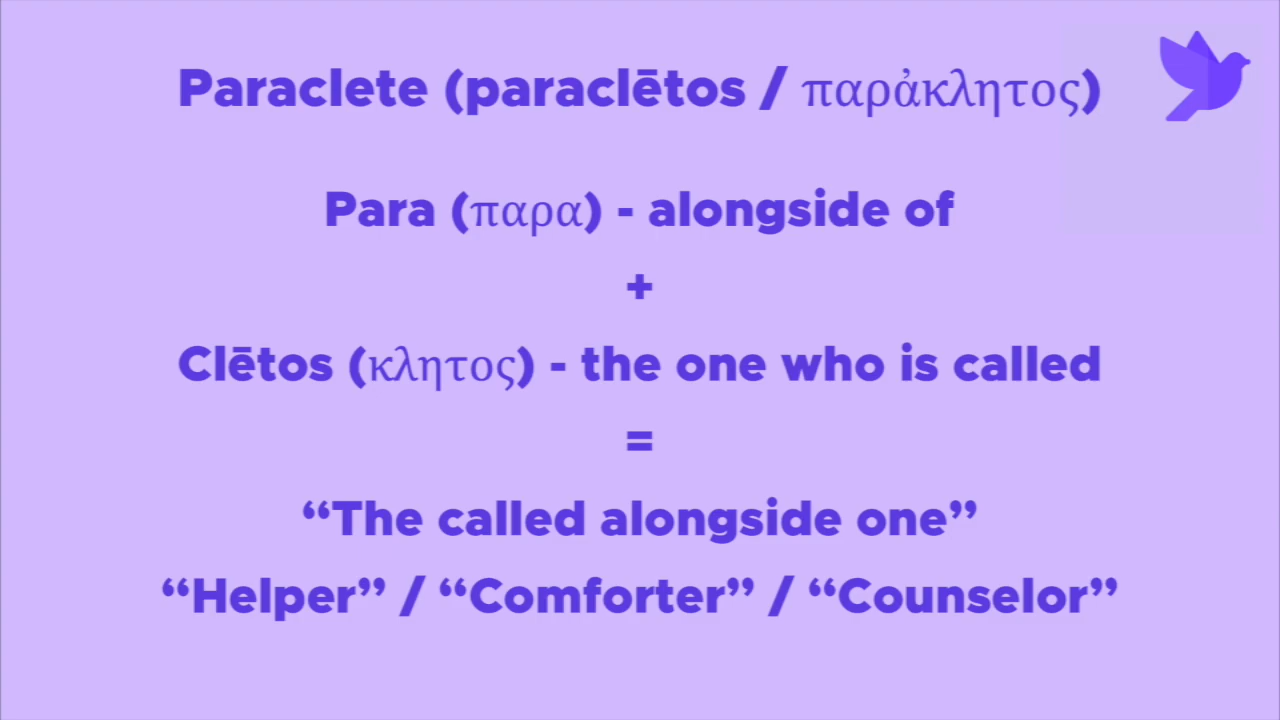 Paraclete (paraclētos / παρἀκλητος)
Para (παρα) - alongside of
+
Clētos (κλητος) - the one who is called
=
“The called alongside one”
“Helper” / “Comforter” / “Counselor”